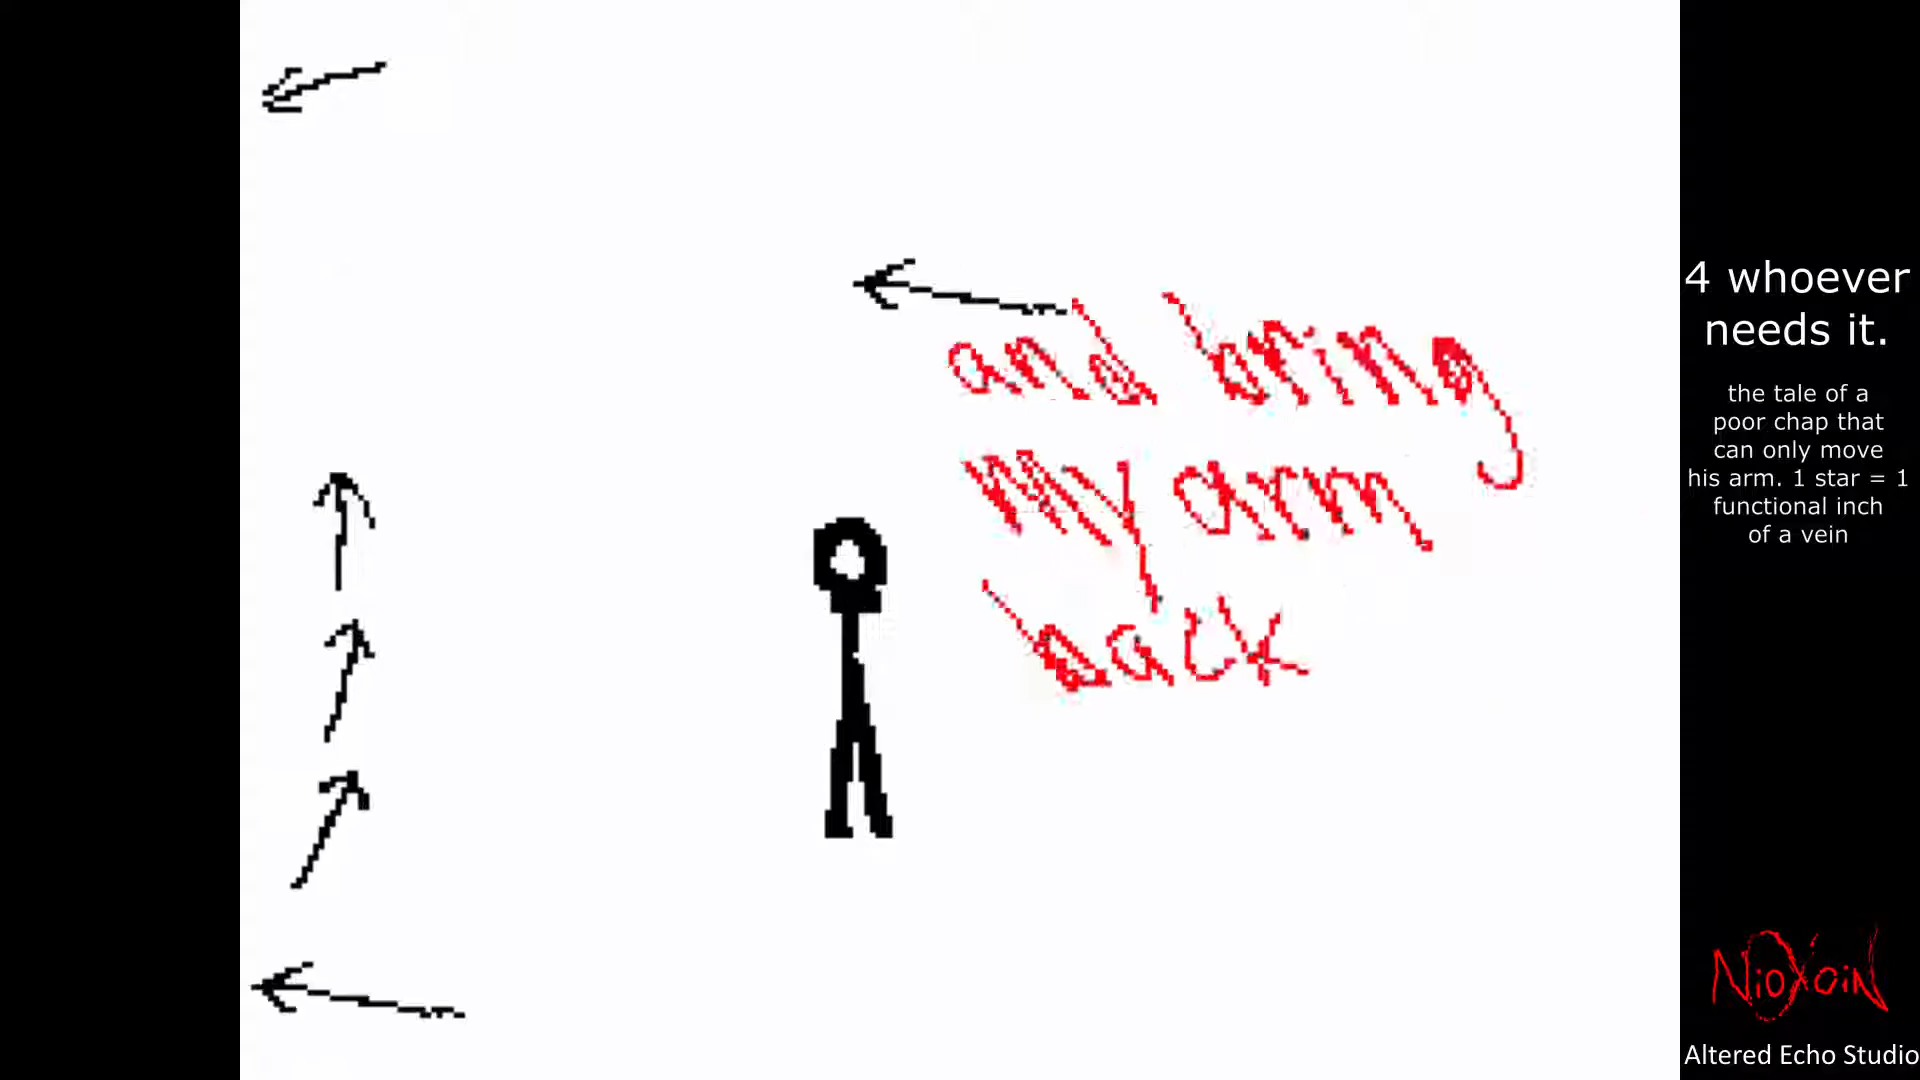 and bring
my arm
back
4 whoever
needs it.
the tale of a
poor chap that
can only move
his arm. 1 star = 1
functional inch
of a vein
NioXoiN
Altered Echo Studio